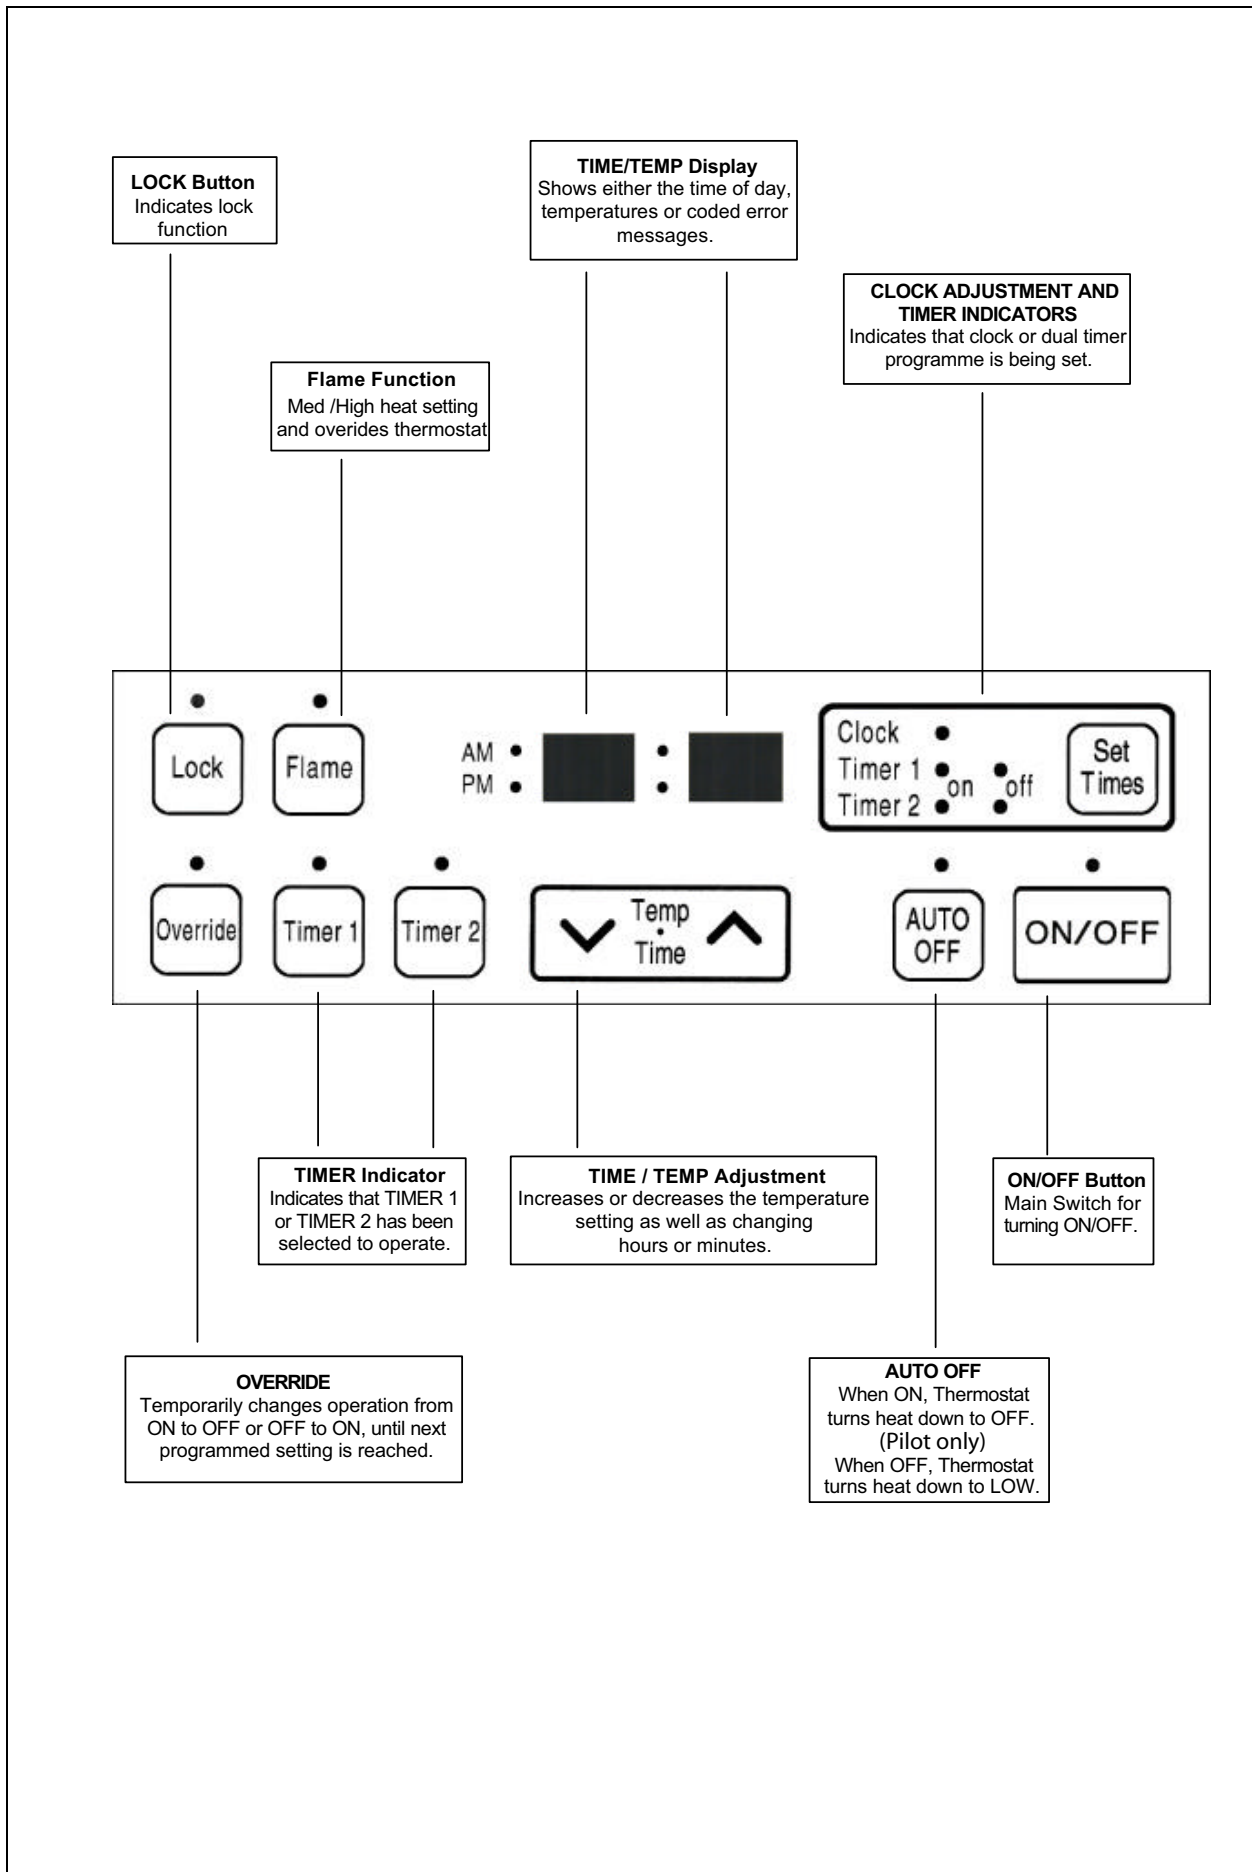 LOCK Button
Indicates lock
function
TIME/TEMP Display
Shows either the time of day,
temperatures or coded error
messages.
CLOCK ADJUSTMENT AND
TIMER INDICATORS
Indicates that clock or dual timer
programme is being set.
Flame Function
Med /High heat setting
and overides thermostat
Lock
Flame
AM
PM
Clock
Timer 1
Timer 2
on
off
Set
Times
Override
Timer 1
Timer 2
Temp
Time
AUTO
OFF
ON/OFF
TIMER Indicator
Indicates that TIMER 1
or TIMER 2 has been
selected to operate.
TIME / TEMP Adjustment
Increases or decreases the temperature
setting as well as changing
hours or minutes.
ON/OFF Button
Main Switch for
turning ON/OFF.
OVERRIDE
Temporarily changes operation from
ON to OFF or OFF to ON, until next
programmed setting is reached.
AUTO OFF
When ON, Thermostat
turns heat down to OFF.
(Pilot only)
When OFF, Thermostat
turns heat down to LOW.